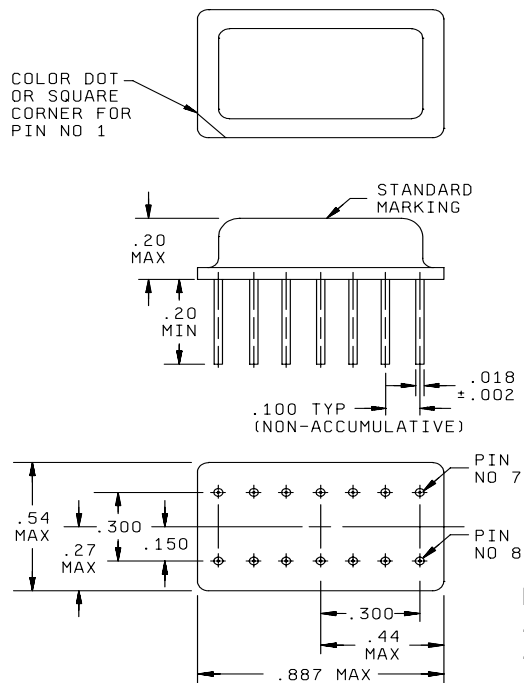 COLOR DOT
OR SQUARE
CORNER FOR
PIN NO 1
STANDARD
MARKING
.20
MAX
.20
MIN
.018
±.002
.100 TYP
(NON-ACCUMULATIVE)
PIN
NO 7
.54
MAX
.300
.27
MAX
.150
PIN
NO 8
.300
.44
MAX
.887 MAX